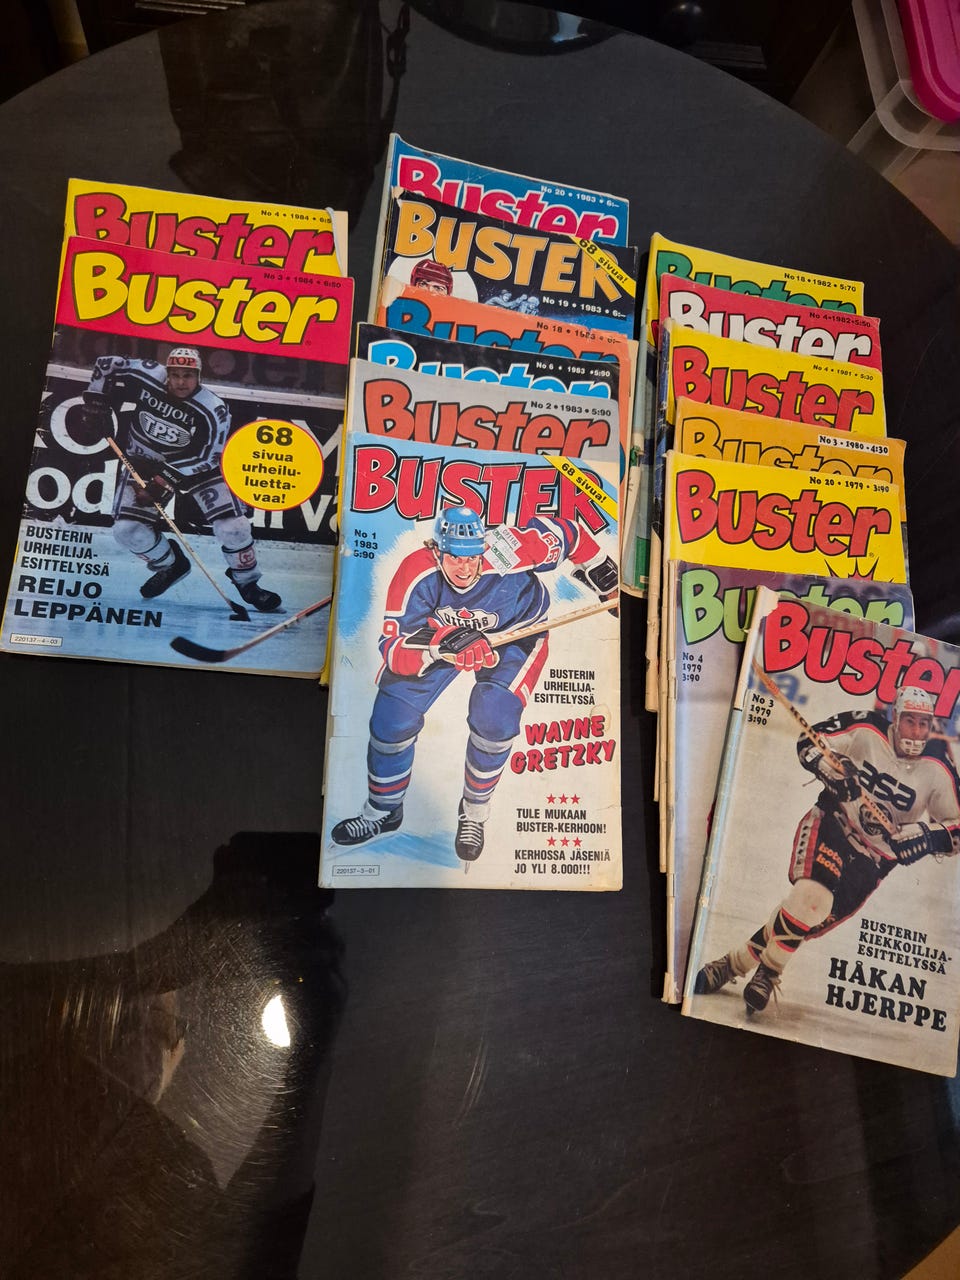 Buster
No 4 • 1984 • 6:5
Buster
No 3 • 1984 • 6:50
TOP
POHJOLA
TPS
68
sivua
urheilu-
luetta-
vaa!
BUSTERIN
URHEILIJA-
ESITTELYSSÄ
REIJO
LEPPÄNEN
220137-4-03
Buster
No 20 • 1983 • 6:–
BUSTER
68 sivua!
No 19 • 1983 • 6:–
Buster
No 18 • 1983 • 6:–
Buster
No 6 • 1983 • 5:90
Buster
No 2 • 1983 • 5:90
BUSTER
68 sivua!
No 1
1983
5:90
OILERS
BUSTERIN
URHEILIJA-
ESITTELYSSÄ
WAYNE
GRETZKY
TULE MUKAAN
BUSTER-KERHOON!
KERHOSSA JÄSENIÄ
JO YLI 8.000!!!
220137-3-01
Buster
No 18 • 1982 • 5:70
Buster
No 4•1982•5:50
Buster
No 4 • 1981 • 5:30
Buster
No 3 • 1980 • 4:30
Buster
No 20 • 1979 • 3:90
Buster
No 4
1979
3:90
Buster
No 3
1979
3:90
asa
BUSTERIN
KIEKKOILIJA-
ESITTELYSSÄ
HÅKAN
HJERPPE